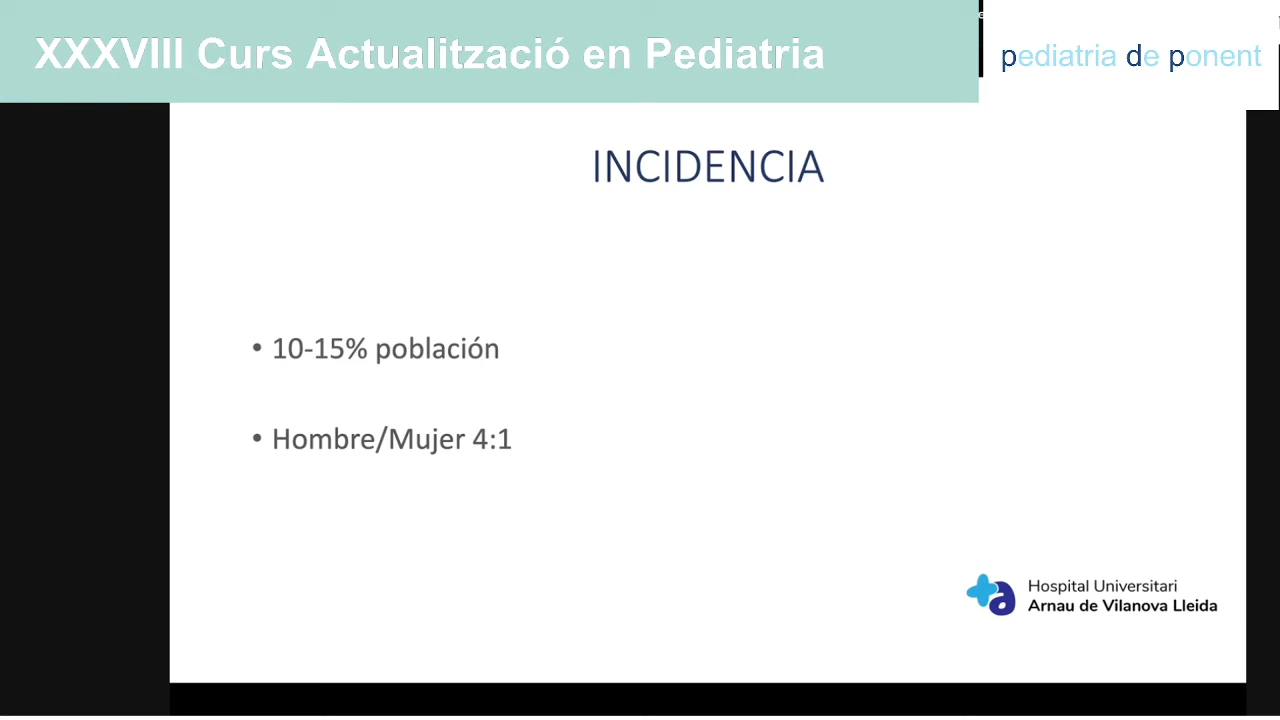 XXXVIII Curs Actualització en Pediatria
pediatria de ponent
INCIDENCIA
• 10-15% población
• Hombre/Mujer 4:1
Hospital Universitari
Arnau de Vilanova Lleida